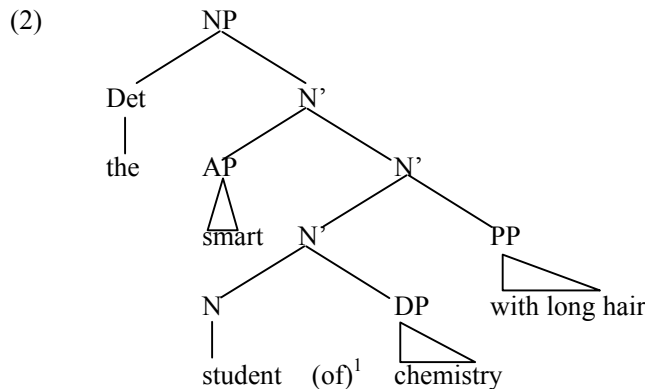 (2) NP
Det N’
the AP N’
smart N’ PP
N DP with long hair
student (of)1 chemistry